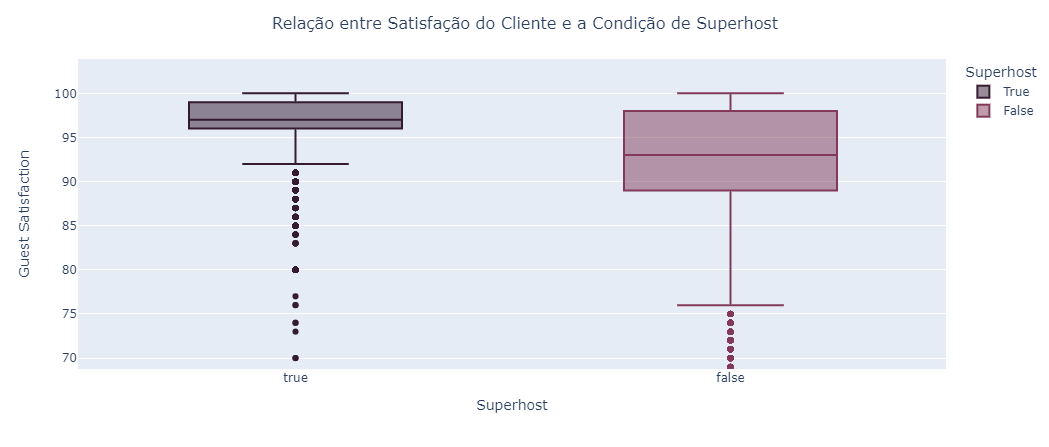 Relação entre Satisfação do Cliente e a Condição de Superhost
Superhost
True
False
Guest Satisfaction
100
95
90
85
80
75
70
true
false
Superhost